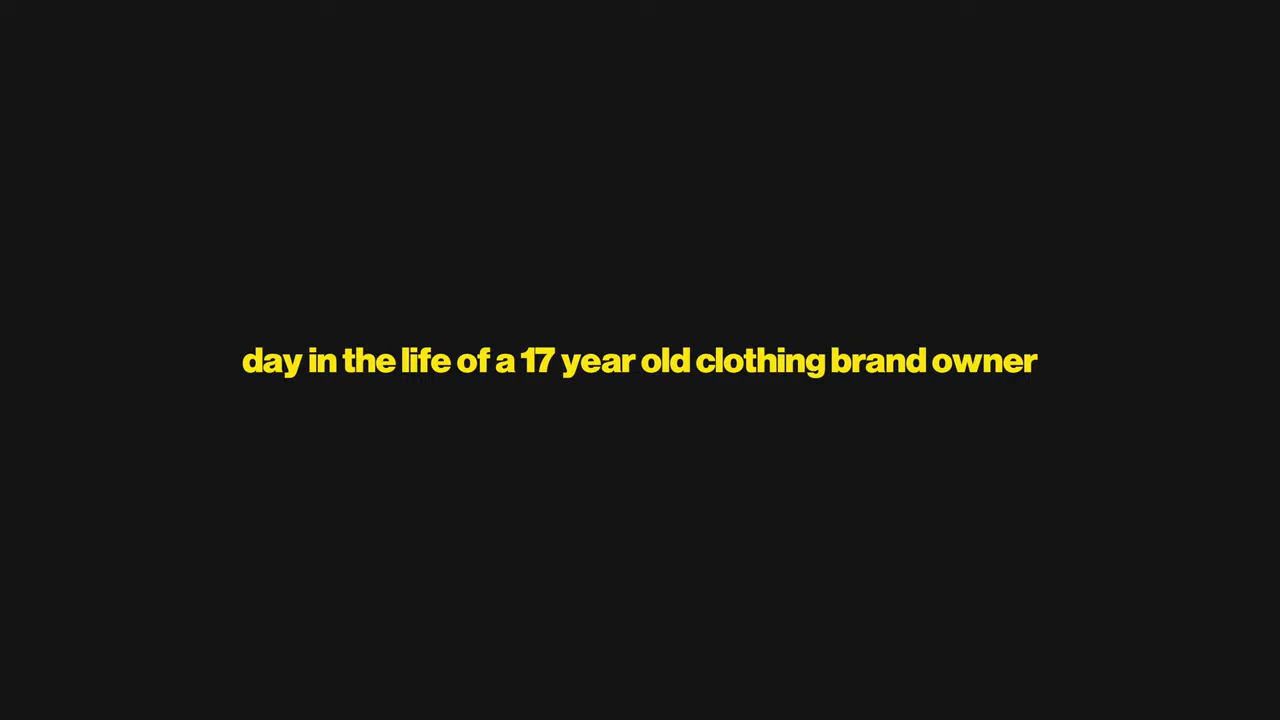 day in the life of a 17 year old clothing brand owner